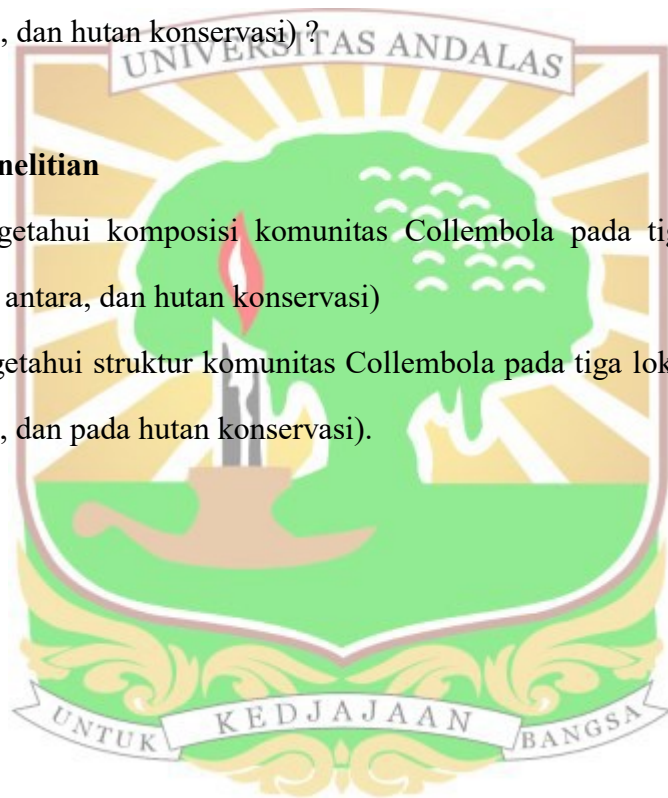 , dan hutan konservasi) ?
UNIVERSITAS ANDALAS
nelitian
getahui komposisi komunitas Collembola pada tig
antara, dan hutan konservasi)
getahui struktur komunitas Collembola pada tiga lok
, dan pada hutan konservasi).
UNTUK KEDJAJAAN BANGSA